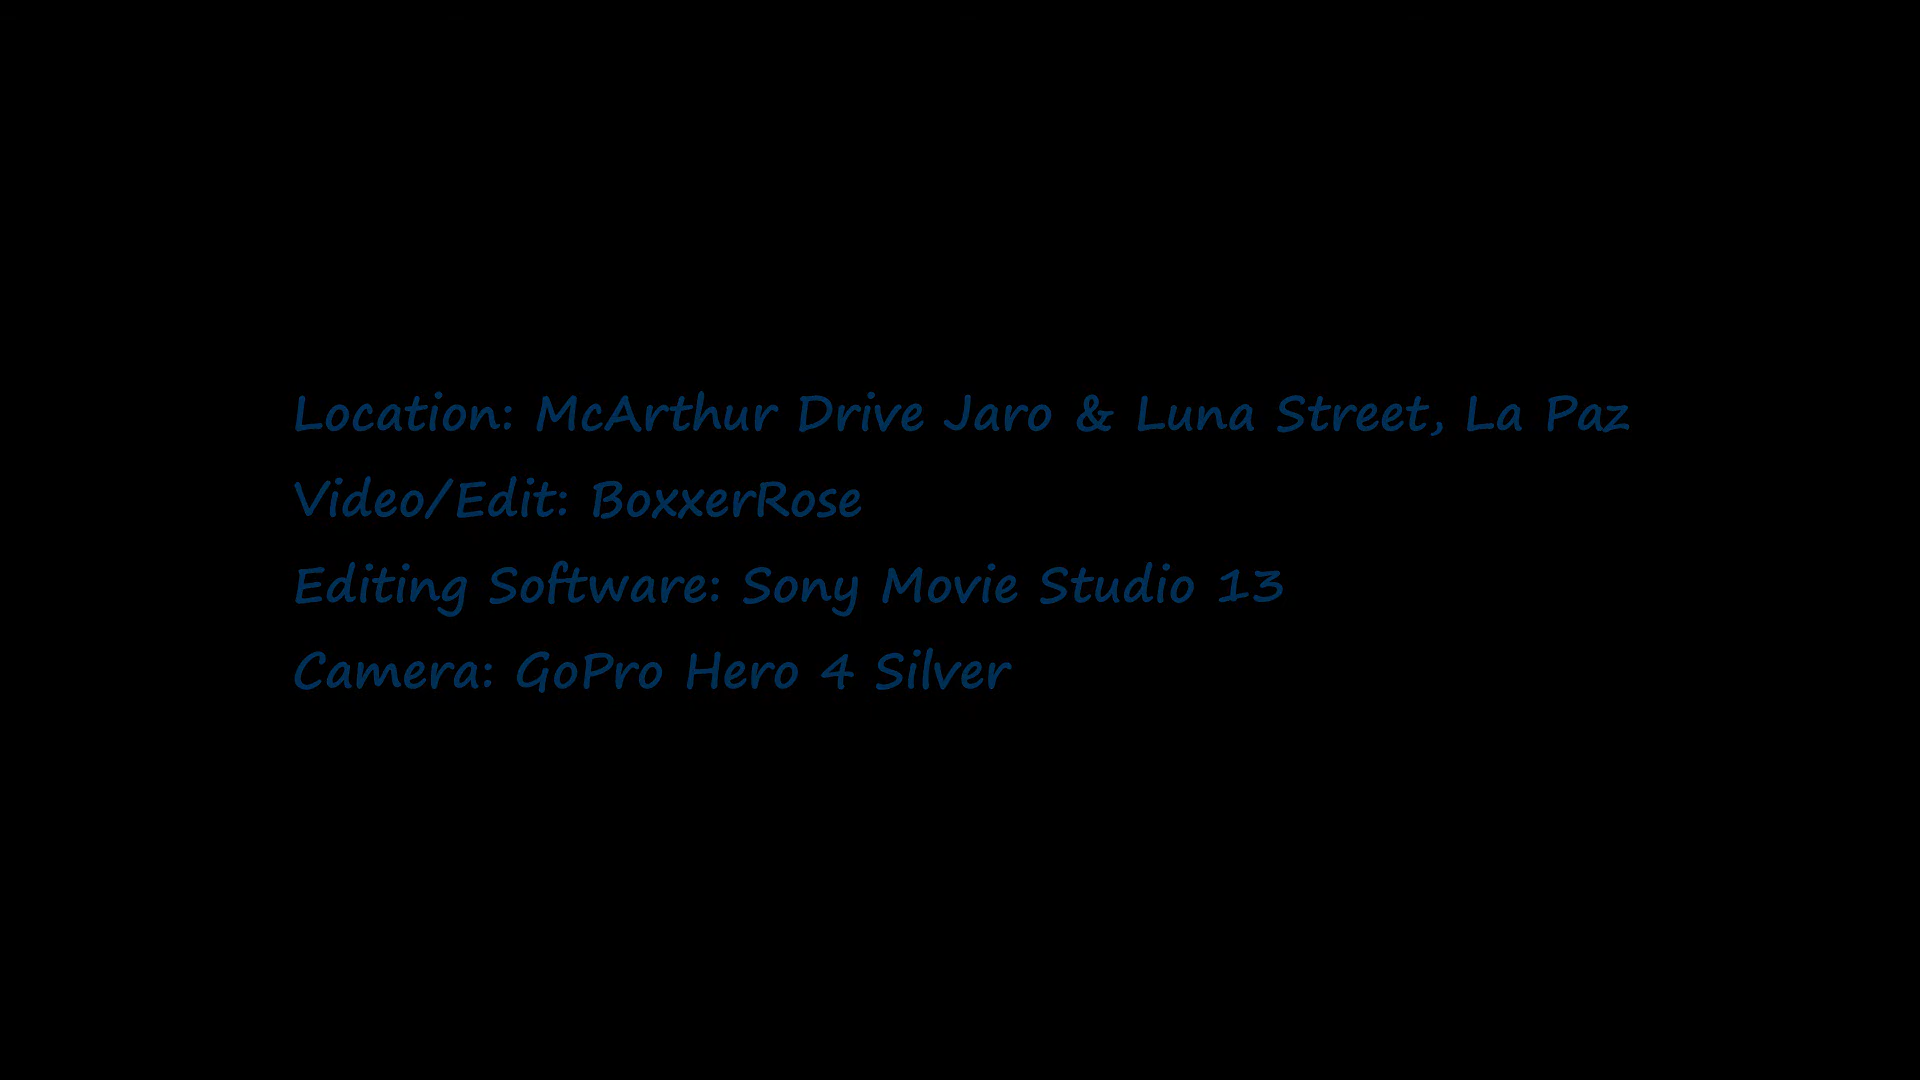 Location: McArthur Drive Jaro & Luna Street, La Paz
Video/Edit: BoxxerRose
Editing Software: Sony Movie Studio 13
Camera: GoPro Hero 4 Silver